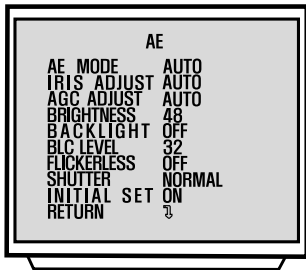 AE
AE MODE AUTO
IRIS ADJUST AUTO
AGC ADJUST AUTO
BRIGHTNESS 48
BACKLIGHT OFF
BLC LEVEL 32
FLICKERLESS OFF
SHUTTER NORMAL
INITIAL SET ON
RETURN ↴